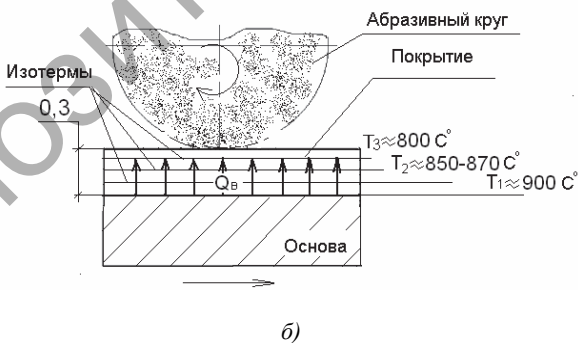 Абразивный круг
Изотермы
Покрытие
0,3
T3≈800 C°
T2≈850-870 C°
T1≈900 C°
QВ
Основа
б)